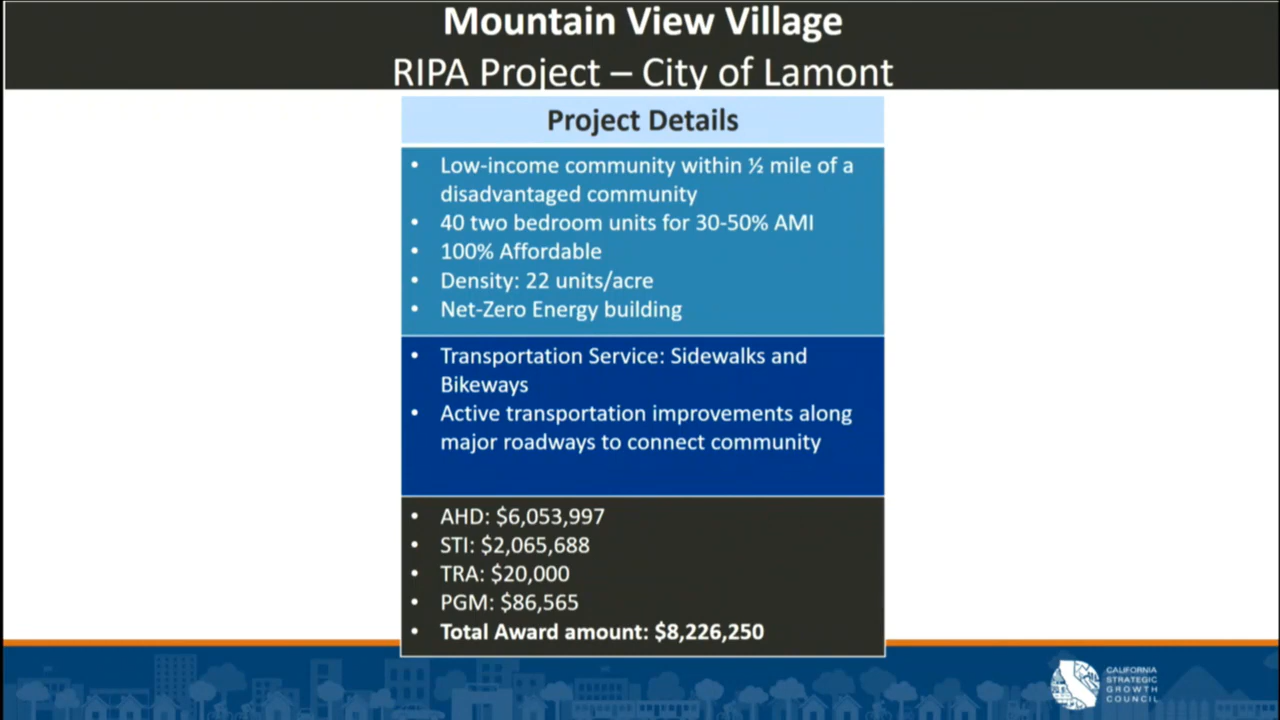 Mountain View Village
RIPA Project – City of Lamont
Project Details
• Low-income community within ½ mile of a
disadvantaged community
• 40 two bedroom units for 30-50% AMI
• 100% Affordable
• Density: 22 units/acre
• Net-Zero Energy building
• Transportation Service: Sidewalks and
Bikeways
• Active transportation improvements along
major roadways to connect community
• AHD: $6,053,997
• STI: $2,065,688
• TRA: $20,000
• PGM: $86,565
• Total Award amount: $8,226,250
CALIFORNIA
STRATEGIC
GROWTH
COUNCIL